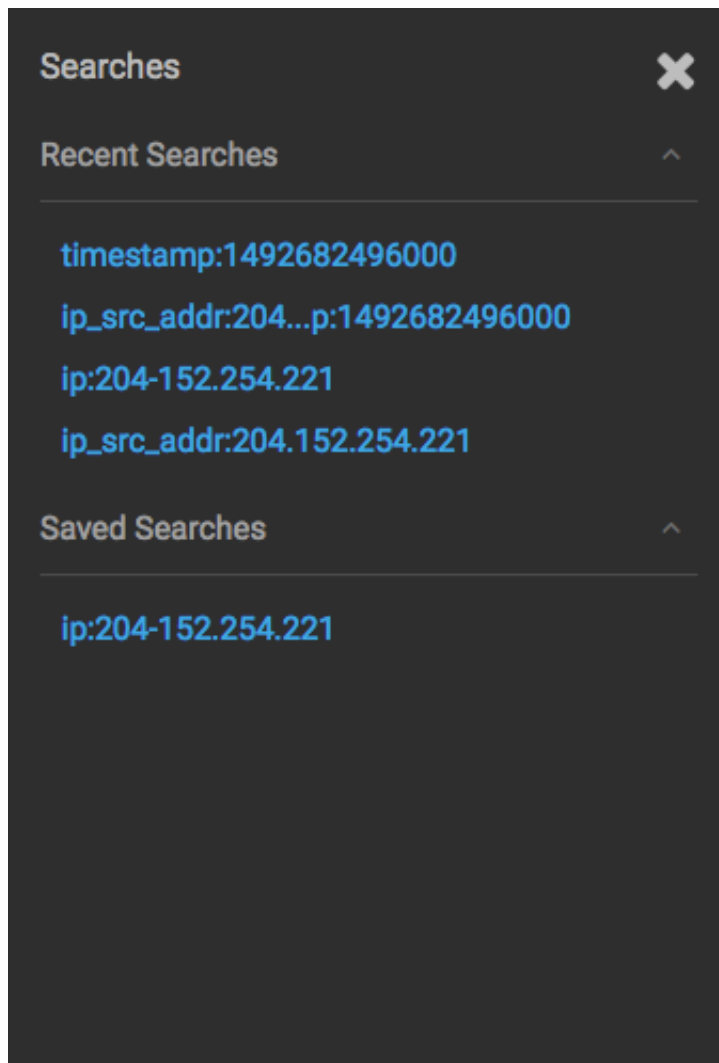 Searches
Recent Searches
timestamp:1492682496000
ip_src_addr:204...p:1492682496000
ip:204-152.254.221
ip_src_addr:204.152.254.221
Saved Searches
ip:204-152.254.221